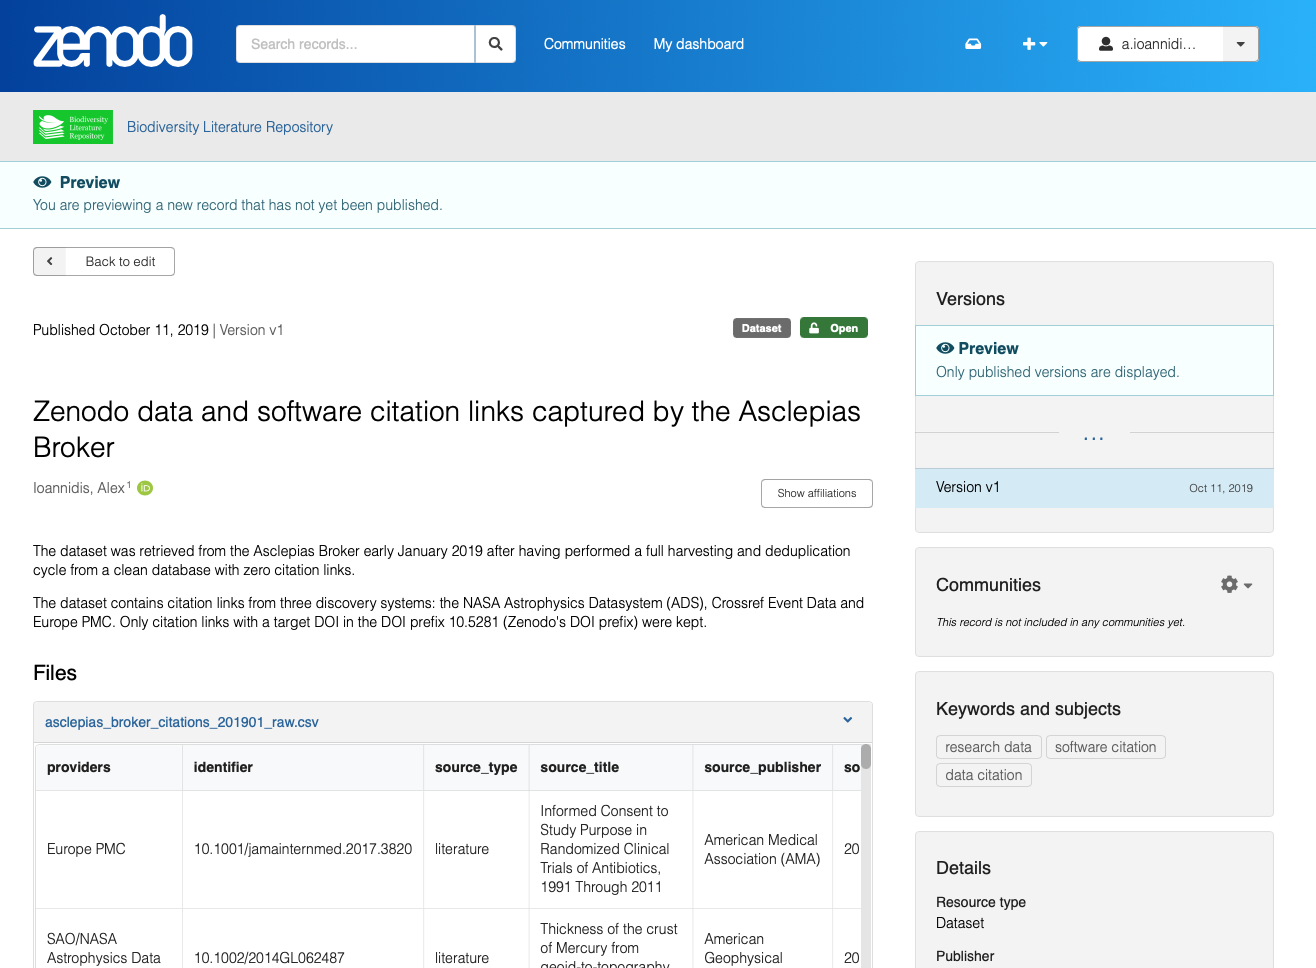 zenodo
Search records...
Communities
My dashboard
a.ioannidi...
Biodiversity
Literature
Repository
Biodiversity Literature Repository
Preview
You are previewing a new record that has not yet been published.
Back to edit
Published October 11, 2019 | Version v1
Dataset
Open
Zenodo data and software citation links captured by the Asclepias
Broker
Ioannidis, Alex1 iD
Show affiliations
The dataset was retrieved from the Asclepias Broker early January 2019 after having performed a full harvesting and deduplication
cycle from a clean database with zero citation links.
The dataset contains citation links from three discovery systems: the NASA Astrophysics Datasystem (ADS), Crossref Event Data and
Europe PMC. Only citation links with a target DOI in the DOI prefix 10.5281 (Zenodo's DOI prefix) were kept.
Files
asclepias_broker_citations_201901_raw.csv
providers identifier source_type source_title source_publisher so
Europe PMC
10.1001/jamainternmed.2017.3820
literature
Informed Consent to
Study Purpose in
Randomized Clinical
Trials of Antibiotics,
1991 Through 2011
American Medical
Association (AMA)
20
SAO/NASA
Astrophysics Data
10.1002/2014GL062487
literature
Thickness of the crust
of Mercury from
geoid-to-topography
American
Geophysical
20
Versions
Preview
Only published versions are displayed.
...
Version v1
Oct 11, 2019
Communities
This record is not included in any communities yet.
Keywords and subjects
research data
software citation
data citation
Details
Resource type
Dataset
Publisher